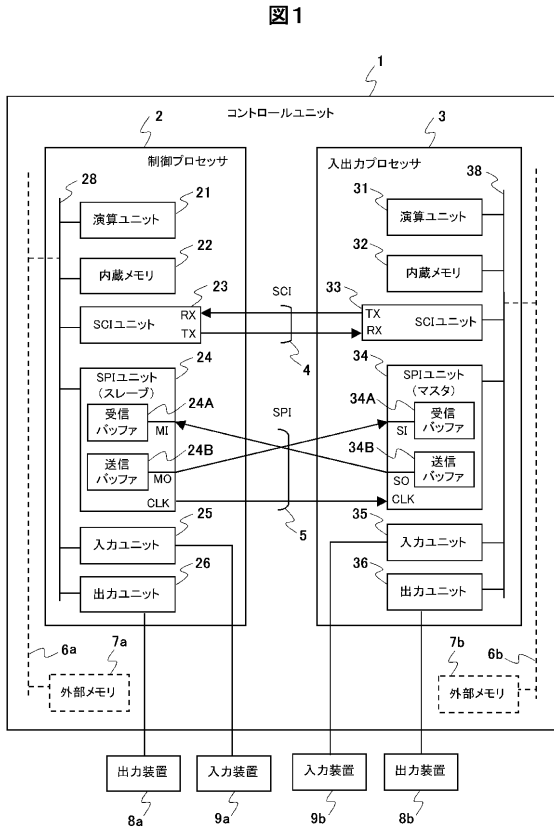 図1
1
コントロールユニット
2
3
制御プロセッサ
入出力プロセッサ
28
21
演算ユニット
22
内蔵メモリ
23
RX
SCIユニット
TX
24
SPIユニット
(スレーブ)
24A
受信
バッファ
MI
24B
送信
バッファ
MO
CLK
25
入力ユニット
26
出力ユニット
SCI
4
SPI
5
38
31
演算ユニット
32
内蔵メモリ
33
TX
RX
SCIユニット
34
SPIユニット
(マスタ)
34A
受信
バッファ
SI
34B
送信
バッファ
SO
CLK
35
入力ユニット
36
出力ユニット
6a
7a
外部メモリ
7b
6b
外部メモリ
出力装置
入力装置
入力装置
出力装置
8a
9a
9b
8b